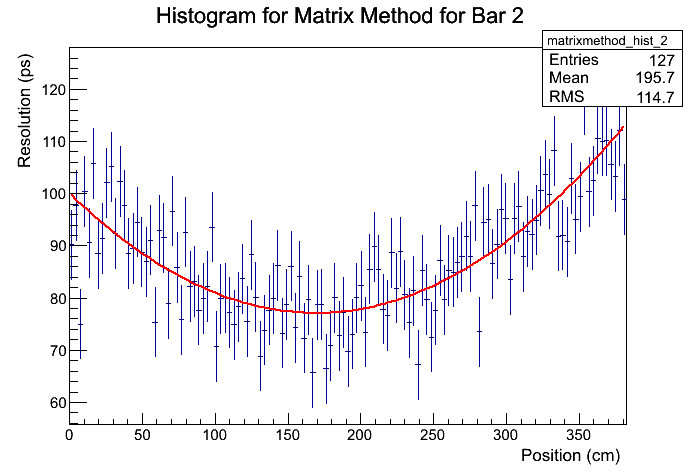 Histogram for Matrix Method for Bar 2
matrixmethod_hist_2
Entries 127
Mean 195.7
RMS 114.7
Resolution (ps)
120
110
100
90
80
70
60
0 50 100 150 200 250 300 350
Position (cm)